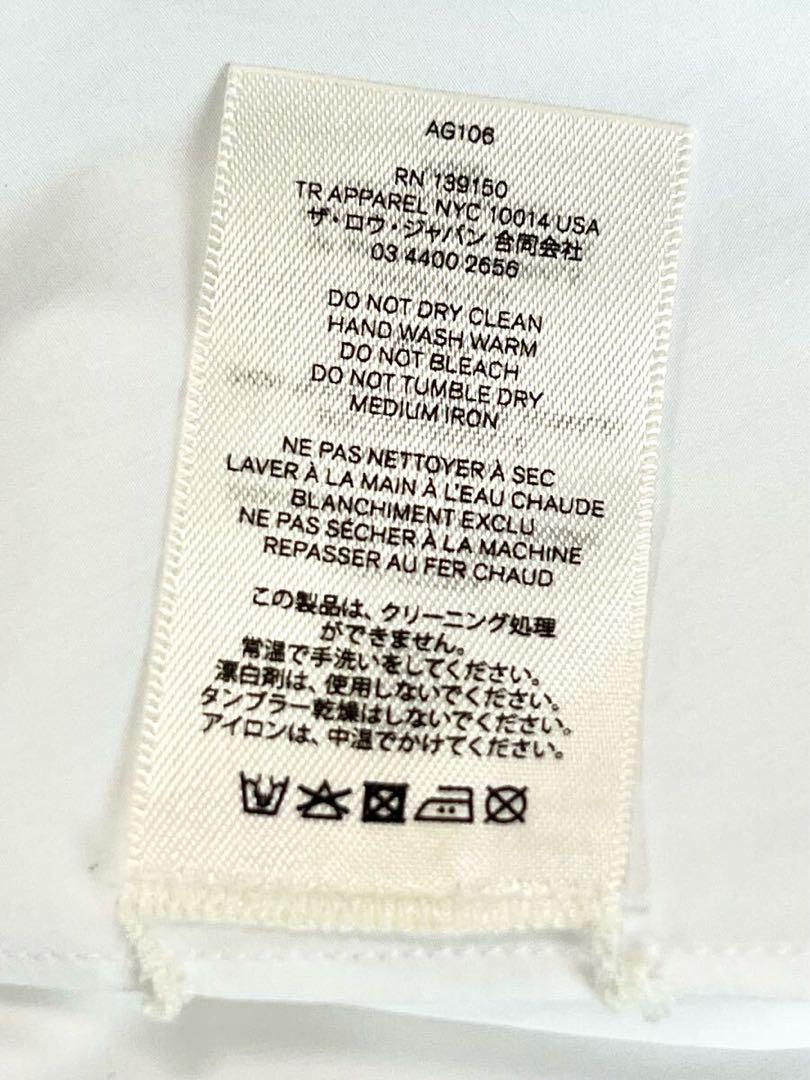 AG106
RN 139150
TR APPAREL NYC 10014 USA
ザ・ロウ・ジャパン 合同会社
03 4400 2656
DO NOT DRY CLEAN
HAND WASH WARM
DO NOT BLEACH
DO NOT TUMBLE DRY
MEDIUM IRON
NE PAS NETTOYER À SEC
LAVER À LA MAIN À L'EAU CHAUDE
BLANCHIMENT EXCLU
NE PAS SÉCHER À LA MACHINE
REPASSER AU FER CHAUD
この製品は、クリーニング処理
ができません。
常温で手洗いをしてください。
漂白剤は、使用しないでください。
タンブラー乾燥はしないでください。
アイロンは、中温でかけてください。